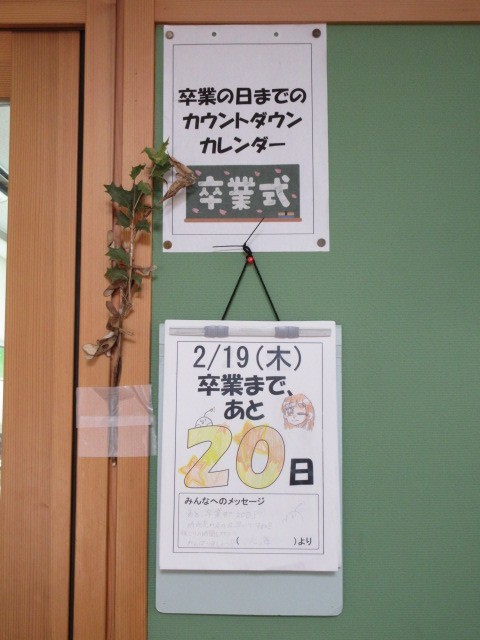 卒業の日までの
カウントダウン
カレンダー
卒業式
2/19(木)
卒業まで、
あと
20日
みんなへのメッセージ
(　　　)より